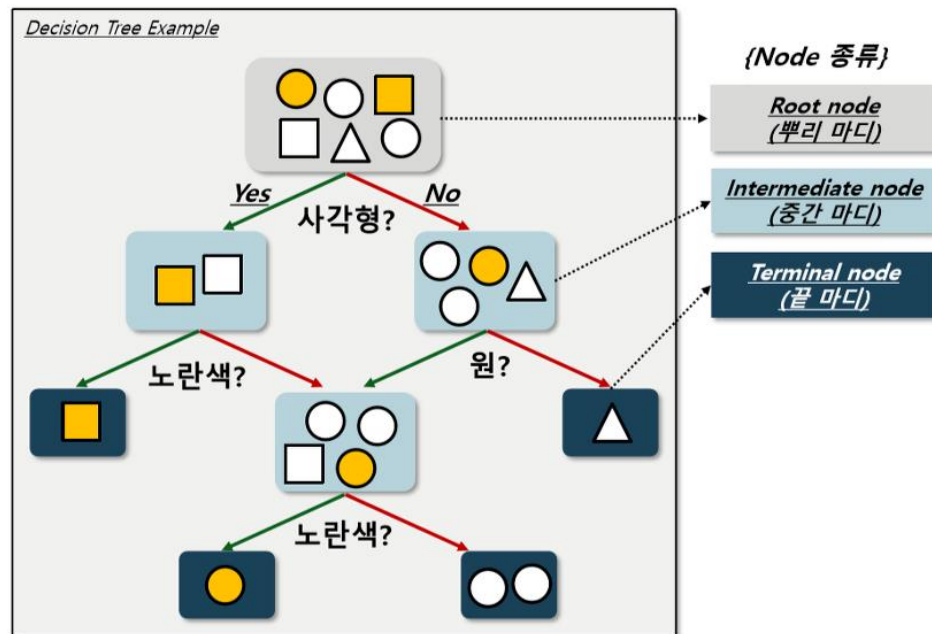 Decision Tree Example
{Node 종류}
Root node
(뿌리 마디)
Yes
No
사각형?
Intermediate node
(중간 마디)
Terminal node
(끝 마디)
노란색?
원?
노란색?